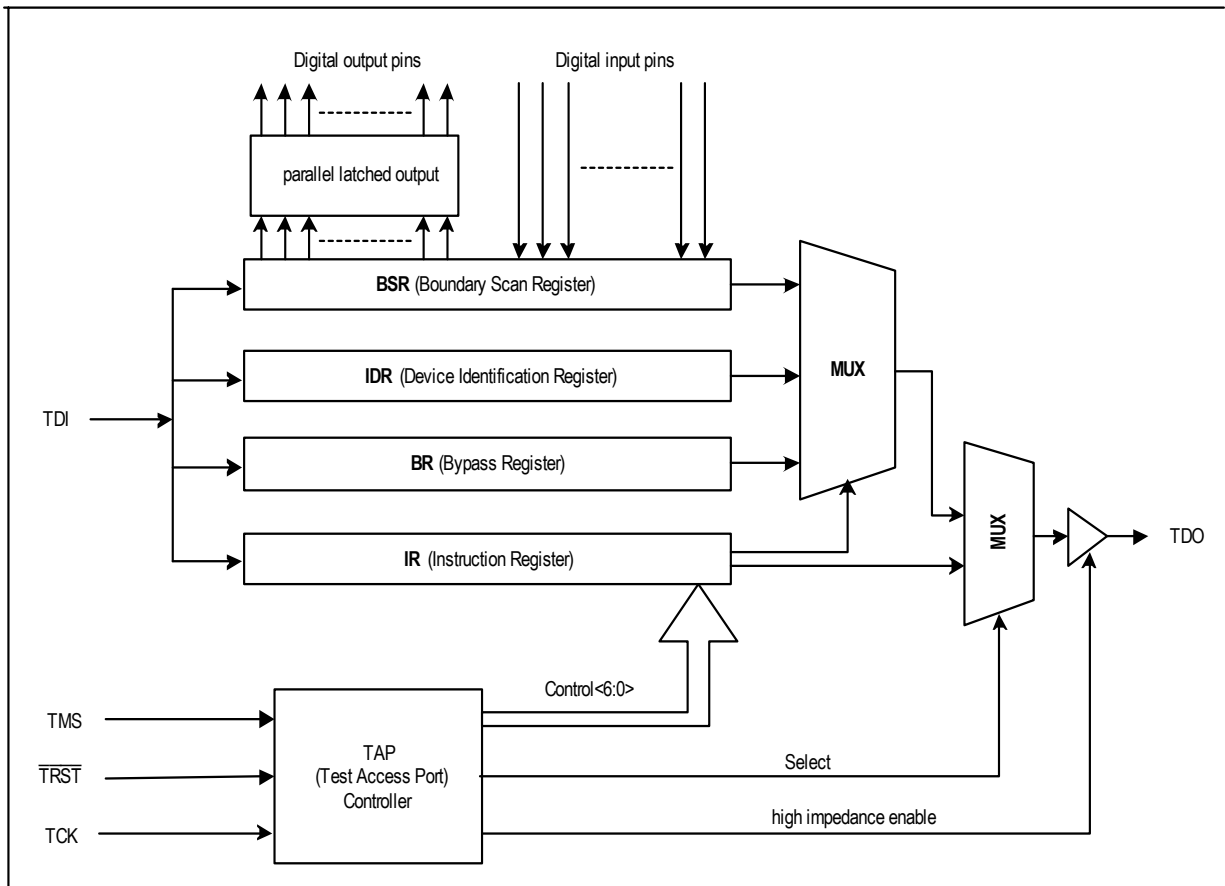 Digital output pins
Digital input pins
parallel latched output
BSR (Boundary Scan Register)
IDR (Device Identification Register)
MUX
TDI
BR (Bypass Register)
MUX
TDO
IR (Instruction Register)
Control<6:0>
TMS
TAP
(Test Access Port)
Controller
Select
TRST
high impedance enable
TCK